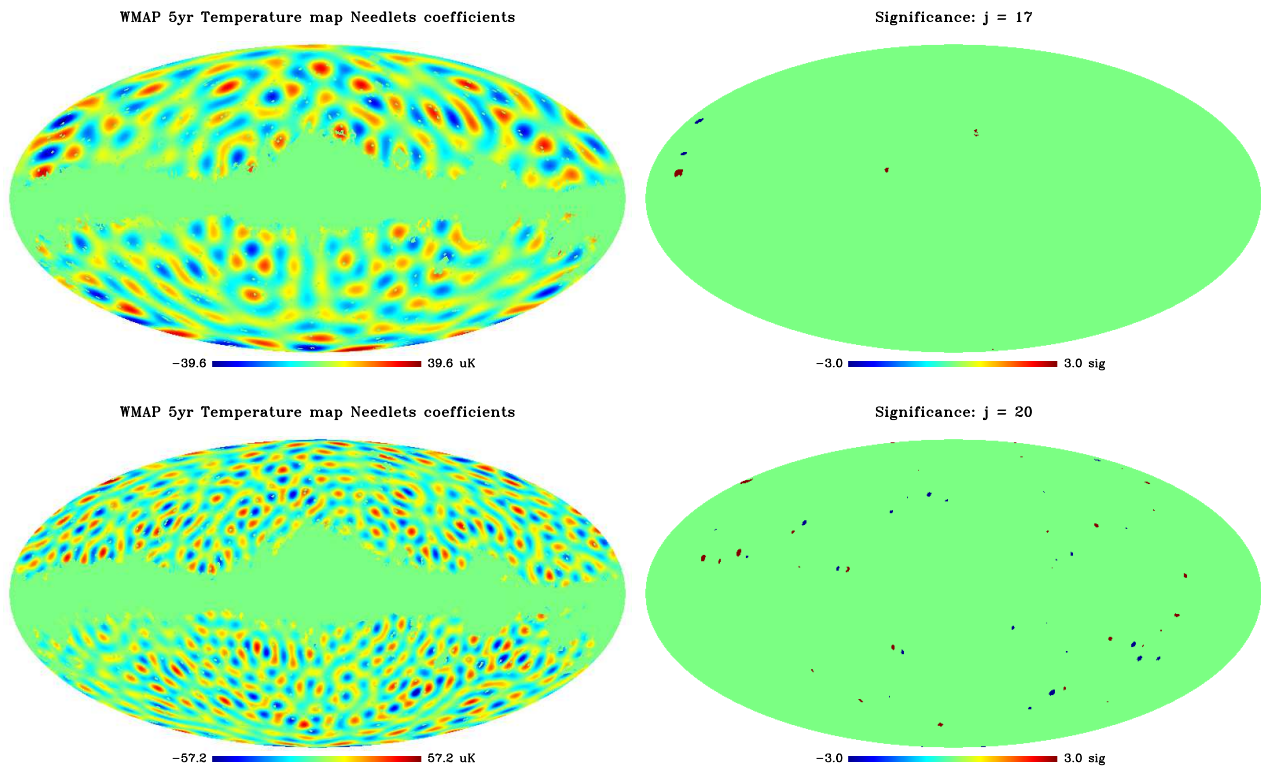 WMAP 5yr Temperature map Needlets coefficients
Significance: j = 17
-39.6 39.6 uK
-3.0 3.0 sig
WMAP 5yr Temperature map Needlets coefficients
Significance: j = 20
-57.2 57.2 uK
-3.0 3.0 sig